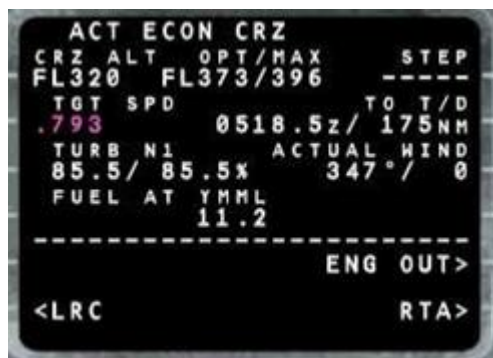 ACT ECON CRZ
CRZ ALT OPT/MAX STEP
FL320 FL373/396 -----
TGT SPD TO T/D
.793 0518.5z/ 175NM
TURB N1 ACTUAL WIND
85.5/ 85.5% 347°/ 0
FUEL AT YMML
11.2
------------------------
ENG OUT>
<LRC RTA>